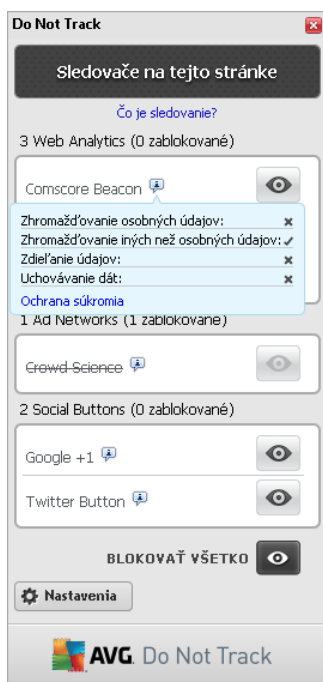 Do Not Track
Sledovače na tejto stránke
Čo je sledovanie?
3 Web Analytics (0 zablokované)
Comscore Beacon
Zhromažďovanie osobných údajov:
Zhromažďovanie iných než osobných údajov:
Zdieľanie údajov:
Uchovávanie dát:
Ochrana súkromia
1 Ad Networks (1 zablokované)
Crowd Science
2 Social Buttons (0 zablokované)
Google +1
Twitter Button
BLOKOVAŤ VŠETKO
Nastavenia
AVG. Do Not Track